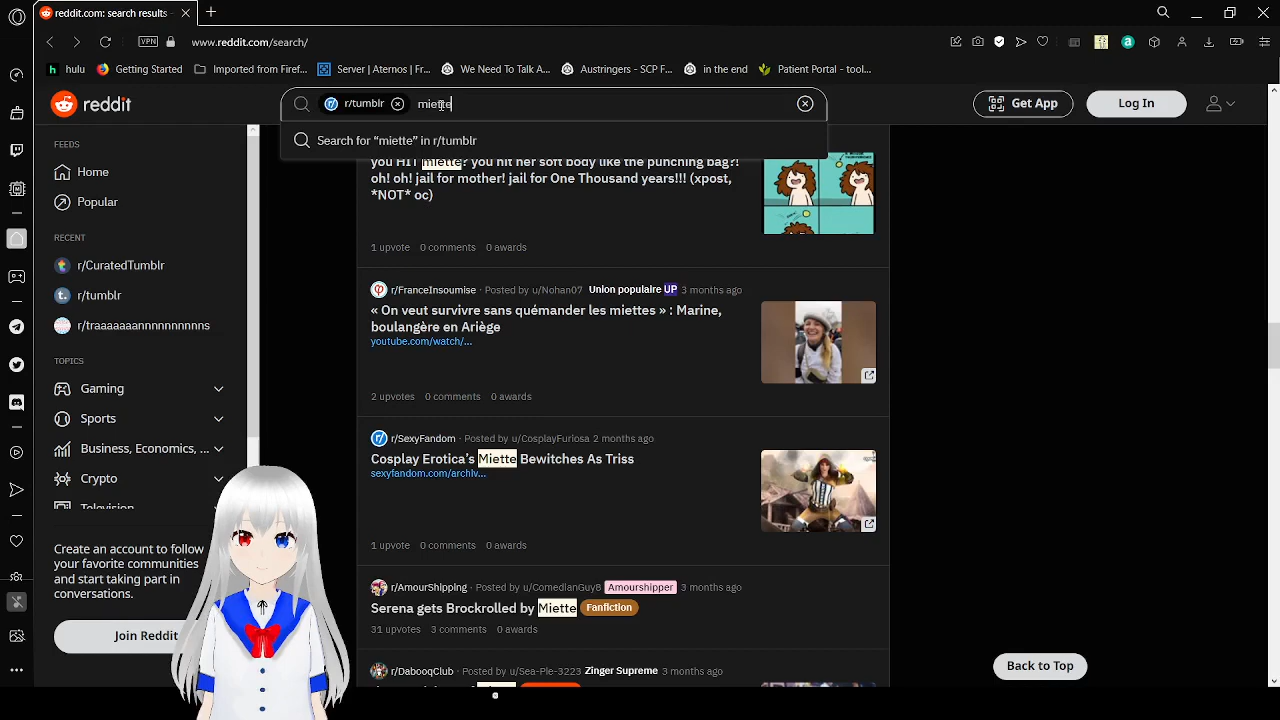 reddit.com: search results
www.reddit.com/search/
VPN
hulu
Getting Started
Imported from Firef...
Server | Aternos | Fr...
We Need To Talk A...
Austringers - SCP F...
in the end
Patient Portal - tool...
reddit
r/tumblr
miette
Get App
Log In
Search for “miette” in r/tumblr
FEEDS
Home
Popular
RECENT
r/CuratedTumblr
r/tumblr
r/traaaaaaannnnnnnnnns
TOPICS
Gaming
Sports
Business, Economics, ...
Crypto
Television
Create an account to follow
your favorite communities
and start taking part in
conversations.
Join Reddit
you HIT miette? you hit her soft body like the punching bag?!
oh! oh! jail for mother! jail for One Thousand years!!! (xpost,
*NOT* oc)
1 upvote 0 comments 0 awards
r/FranceInsoumise · Posted by u/Nohan07 Union populaire UP 3 months ago
« On veut survivre sans quémander les miettes » : Marine,
boulangère en Ariège
youtube.com/watch/...
2 upvotes 0 comments 0 awards
r/SexyFandom · Posted by u/CosplayFuriosa 2 months ago
Cosplay Erotica’s Miette Bewitches As Triss
sexyfandom.com/archiv...
1 upvote 0 comments 0 awards
r/AmourShipping · Posted by u/ComedianGuy8 Amourshipper 3 months ago
Serena gets Brockrolled by Miette Fanfiction
31 upvotes 3 comments 0 awards
r/DabooqClub · Posted by u/Sea-Pie-3223 Zinger Supreme 3 months ago
Back to Top